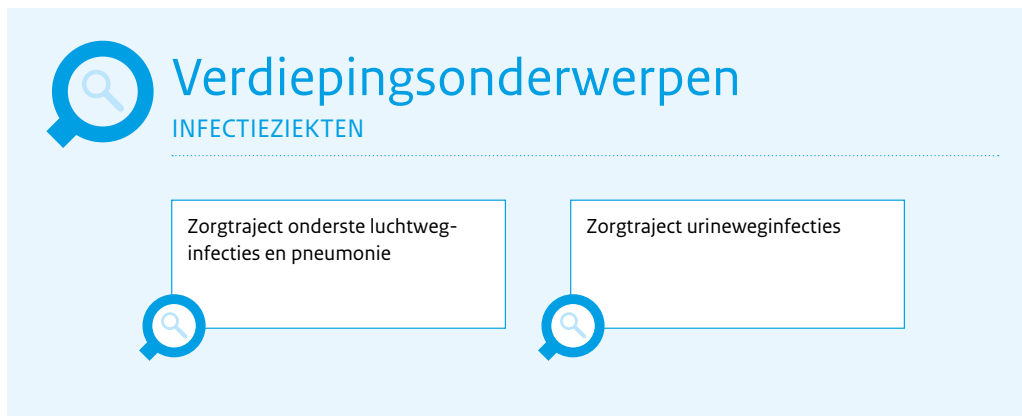 Verdiepingsonderwerpen
INFECTIEZIEKTEN
Zorgtraject onderste luchtweg-
infecties en pneumonie
Zorgtraject urineweginfecties